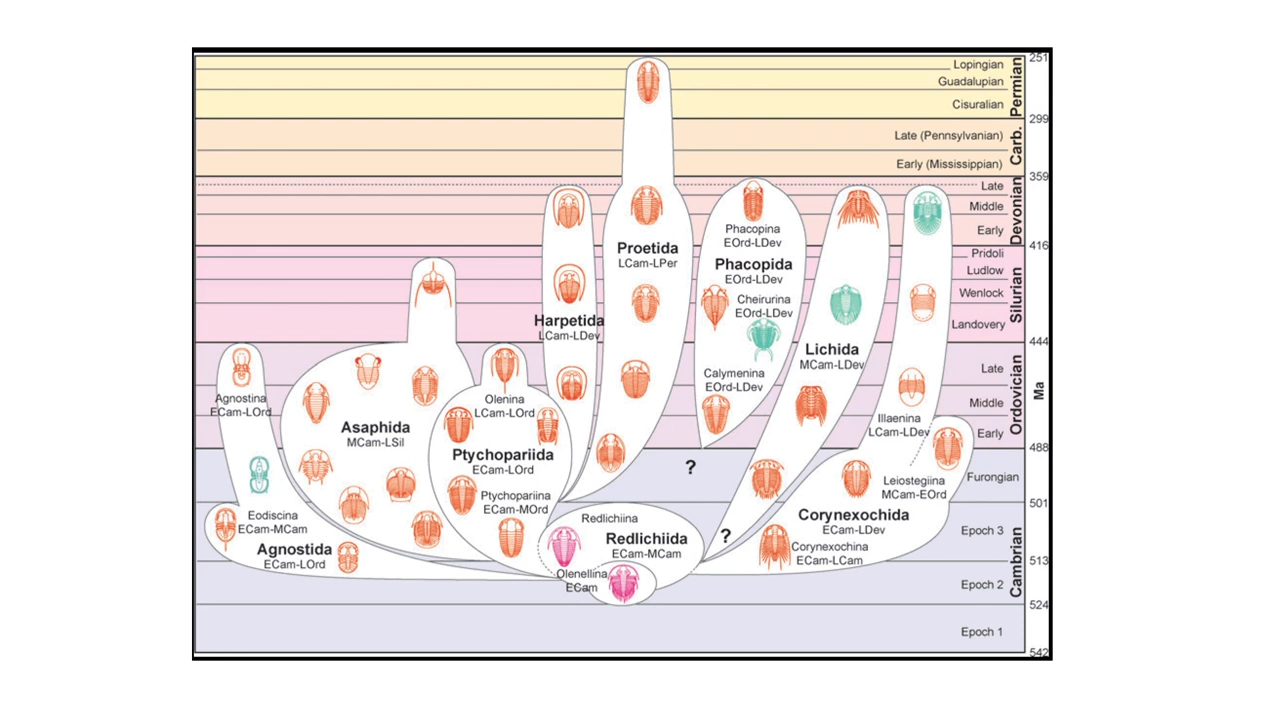 251
Lopingian
Guadalupian
Cisuralian
Permian
299
Late (Pennsylvanian)
Early (Mississippian)
Carb.
359
Late
Middle
Early
Devonian
416
Pridoli
Ludlow
Wenlock
Landovery
Silurian
444
Late
Middle
Early
Ordovician
Ma
488
Furongian
501
Epoch 3
513
Epoch 2
524
Epoch 1
542
Cambrian
Agnostina
ECam-LOrd
Eodiscina
ECam-MCam
Agnostida
ECam-LOrd
Asaphida
MCam-LSil
Olenina
LCam-LOrd
Ptychopariida
ECam-LOrd
Ptychopariina
ECam-MOrd
Harpetida
LCam-LDev
Proetida
LCam-LPer
Redlichiina
Redlichiida
ECam-MCam
Olenellina
ECam
Phacopina
EOrd-LDev
Phacopida
EOrd-LDev
Cheirurina
EOrd-LDev
Calymenina
EOrd-LDev
?
?
Lichida
MCam-LDev
Illaenina
LCam-LDev
Leiostegiina
MCam-EOrd
Corynexochida
ECam-LDev
Corynexochina
ECam-LCam